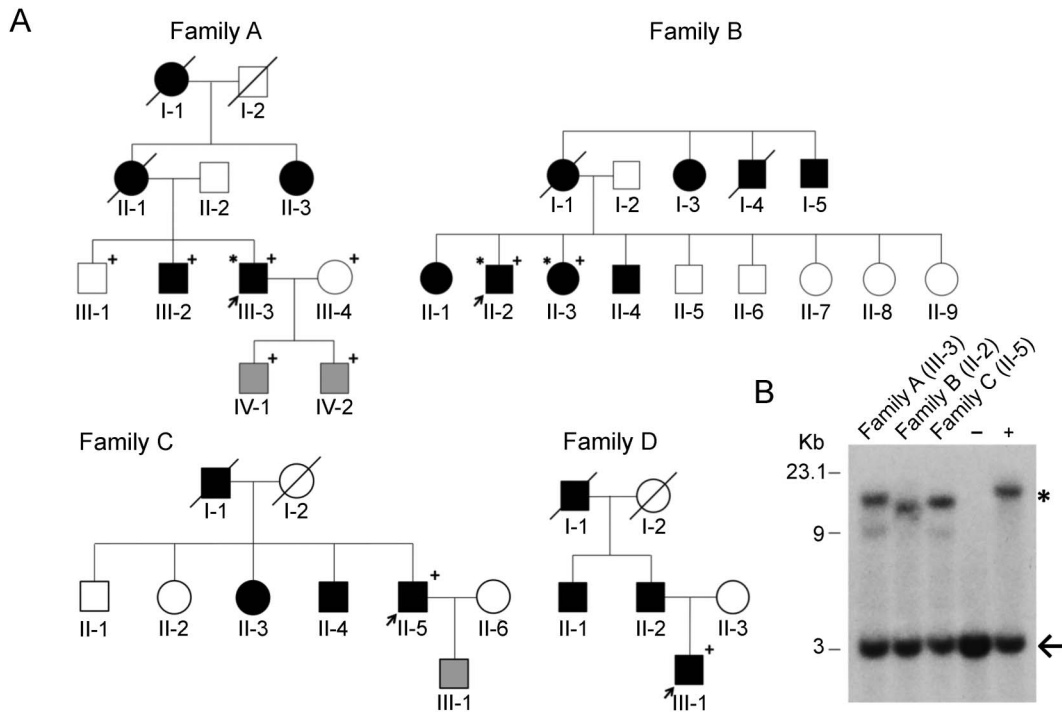 A
Family A
Family B
I-1 I-2
II-1 II-2 II-3
+ + * + +
III-1 III-2 III-3 III-4
+ +
IV-1 IV-2
I-1 I-2 I-3 I-4 I-5
* + * +
II-1 II-2 II-3 II-4 II-5 II-6 II-7 II-8 II-9
Family C
I-1 I-2
+
II-1 II-2 II-3 II-4 II-5 II-6
III-1
Family D
I-1 I-2
II-1 II-2 II-3
+
III-1
B
Family A (III-3)
Family B (II-2)
Family C (II-5)
– +
Kb
23.1 –
*
9 –
3 –